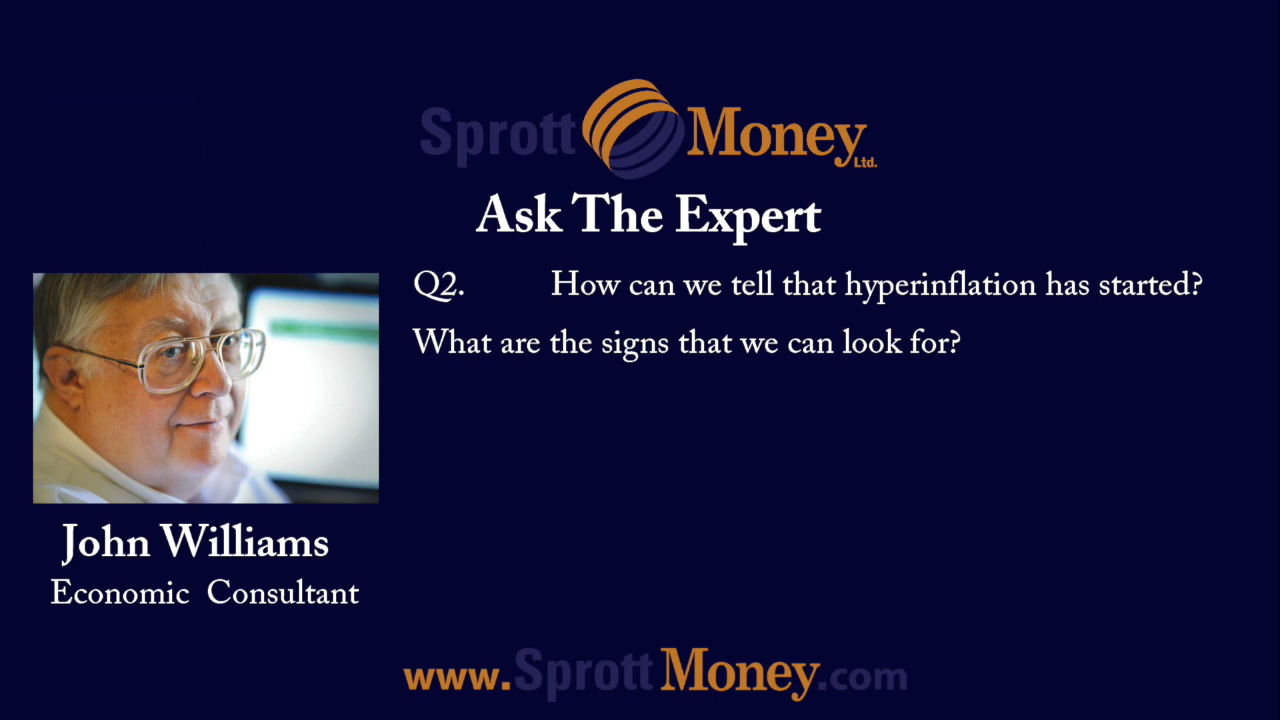 Sprott Money Ltd.
Ask The Expert
Q2. How can we tell that hyperinflation has started?
What are the signs that we can look for?
John Williams
Economic Consultant
www.SprottMoney.com